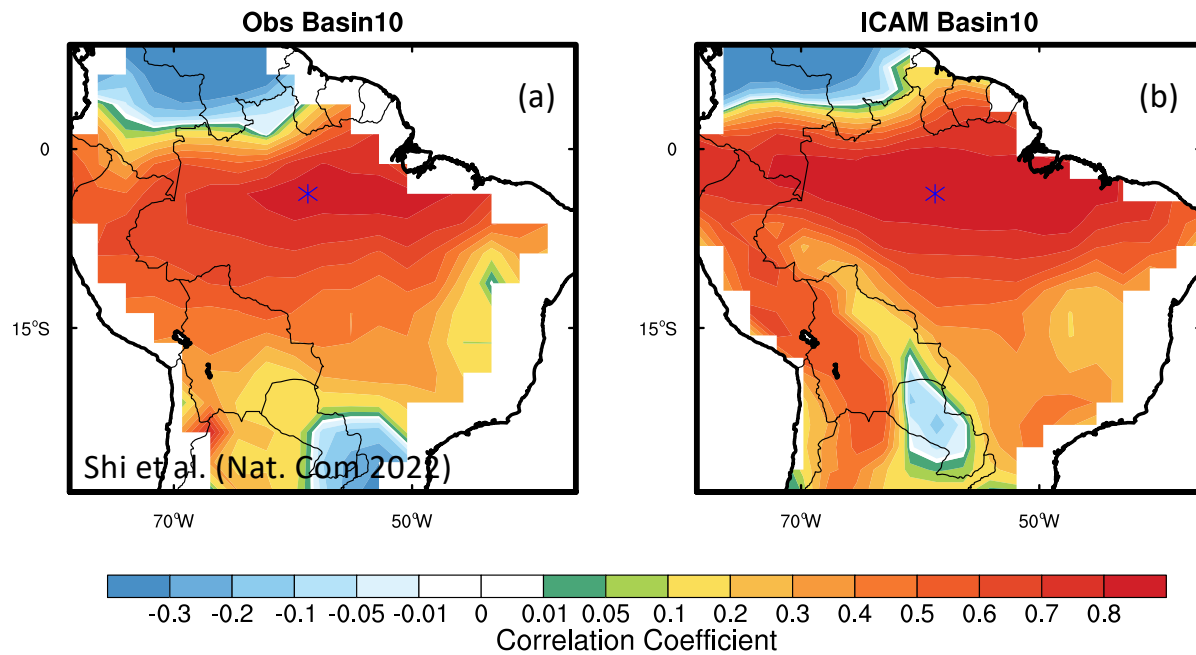 Obs Basin10
ICAM Basin10
(a)
(b)
0
15°S
Shi et al. (Nat. Com 2022)
70°W
50°W
0
15°S
70°W
50°W
-0.3 -0.2 -0.1 -0.05 -0.01 0 0.01 0.05 0.1 0.2 0.3 0.4 0.5 0.6 0.7 0.8
Correlation Coefficient